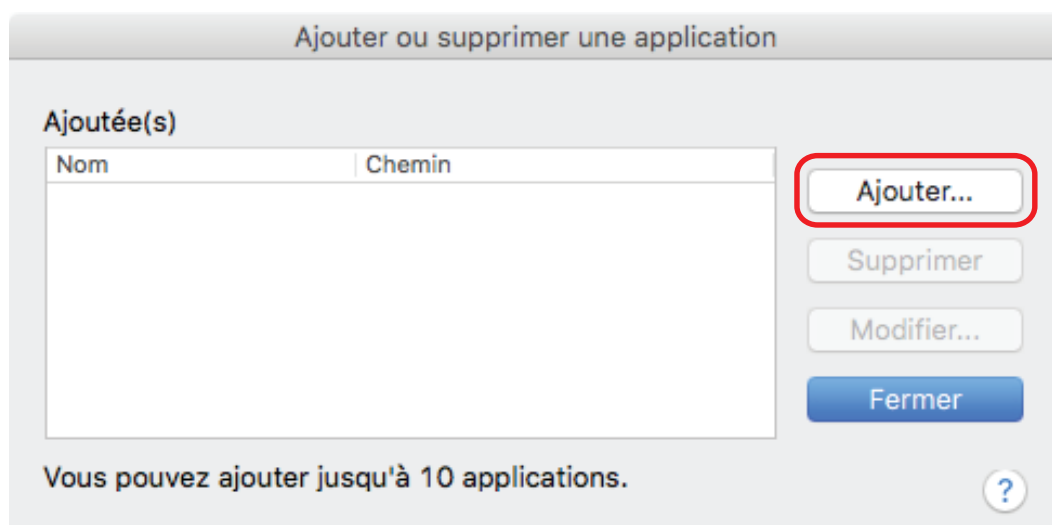 Ajouter ou supprimer une application
Ajoutée(s)
Nom Chemin
Ajouter...
Supprimer
Modifier...
Fermer
Vous pouvez ajouter jusqu'à 10 applications.
?